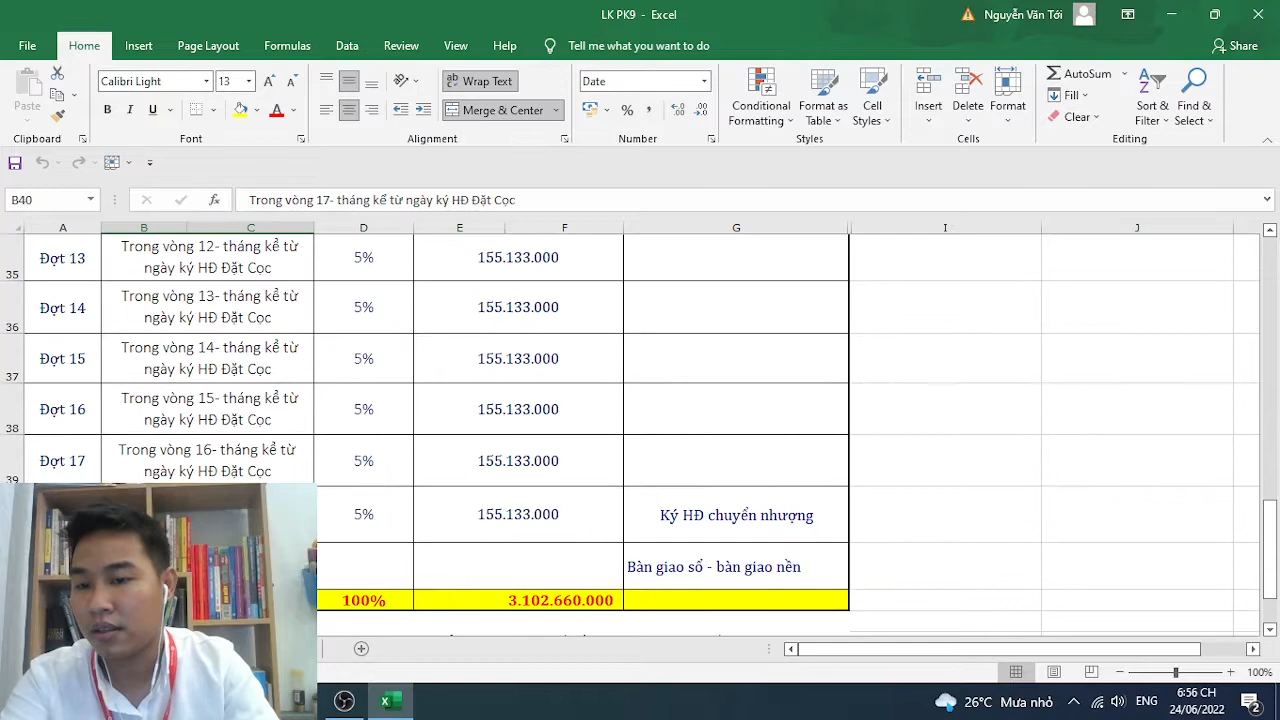 LK PK9 - Excel
Nguyễn Văn Tới
File Home Insert Page Layout Formulas Data Review View Help Tell me what you want to do Share
Paste
Clipboard
Calibri Light 13
B I U
Font
Wrap Text
Merge & Center
Alignment
Date
Number
Conditional Formatting
Format as Table
Cell Styles
Styles
Insert Delete Format
Cells
AutoSum
Fill
Clear
Sort & Filter
Find & Select
Editing
B40
Trong vòng 17- tháng kể từ ngày ký HĐ Đặt Cọc
A B C D E F G I J
35 Đợt 13 Trong vòng 12- tháng kể từ ngày ký HĐ Đặt Cọc 5% 155.133.000
36 Đợt 14 Trong vòng 13- tháng kể từ ngày ký HĐ Đặt Cọc 5% 155.133.000
37 Đợt 15 Trong vòng 14- tháng kể từ ngày ký HĐ Đặt Cọc 5% 155.133.000
38 Đợt 16 Trong vòng 15- tháng kể từ ngày ký HĐ Đặt Cọc 5% 155.133.000
39 Đợt 17 Trong vòng 16- tháng kể từ ngày ký HĐ Đặt Cọc 5% 155.133.000
5% 155.133.000 Ký HĐ chuyển nhượng
Bàn giao sổ - bàn giao nền
100% 3.102.660.000
100%
26°C Mưa nhỏ ENG 6:56 CH
24/06/2022
2